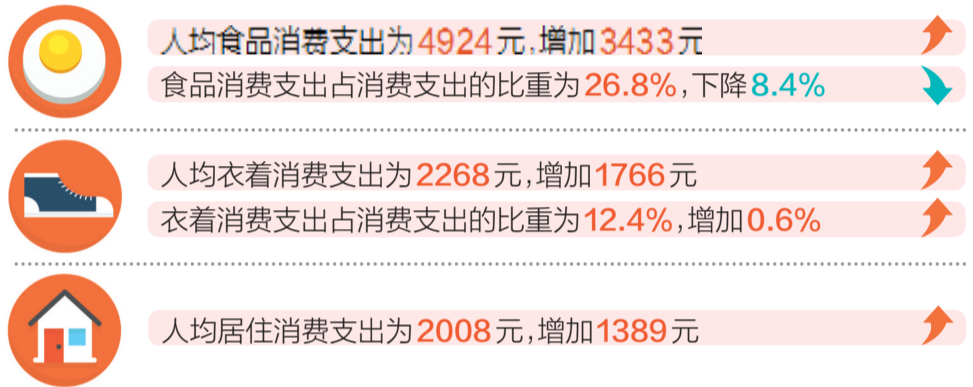 人均食品消费支出为4924元,增加3433元
食品消费支出占消费支出的比重为26.8%,下降8.4%
人均衣着消费支出为2268元,增加1766元
衣着消费支出占消费支出的比重为12.4%,增加0.6%
人均居住消费支出为2008元,增加1389元